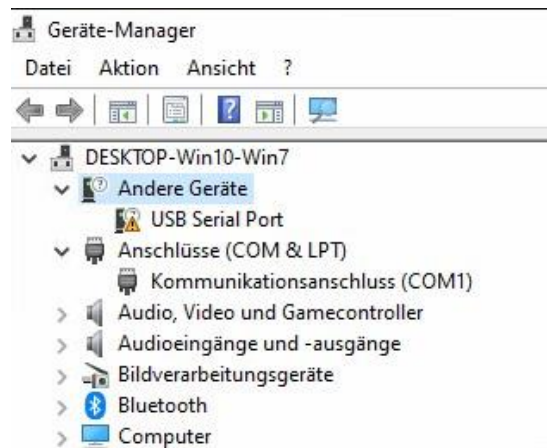 Geräte-Manager
Datei Aktion Ansicht ?
DESKTOP-Win10-Win7
Andere Geräte
USB Serial Port
Anschlüsse (COM & LPT)
Kommunikationsanschluss (COM1)
Audio, Video und Gamecontroller
Audioeingänge und -ausgänge
Bildverarbeitungsgeräte
Bluetooth
Computer